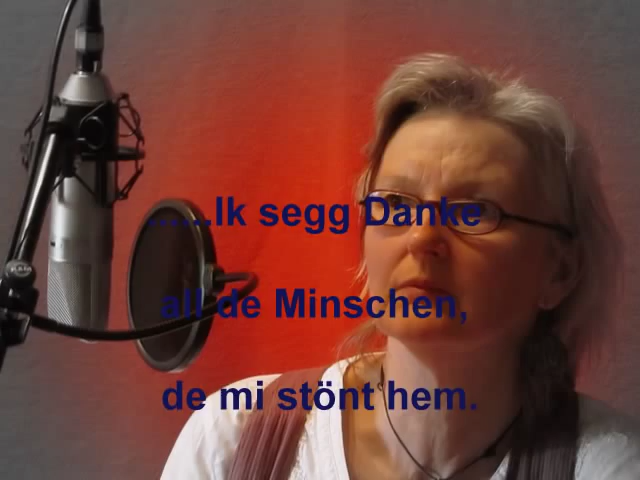 ......Ik segg Danke
all de Minschen,
de mi stönt hem.